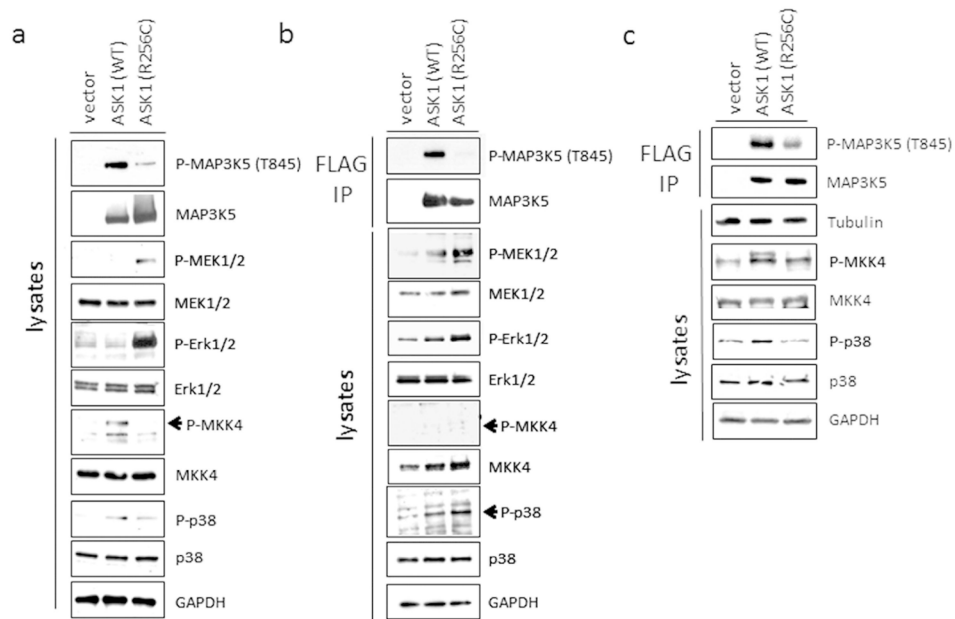 a
vector
ASK1 (WT)
ASK1 (R256C)
lysates
P-MAP3K5 (T845)
MAP3K5
P-MEK1/2
MEK1/2
P-Erk1/2
Erk1/2
P-MKK4
MKK4
P-p38
p38
GAPDH
b
vector
ASK1 (WT)
ASK1 (R256C)
FLAG
IP
P-MAP3K5 (T845)
MAP3K5
lysates
P-MEK1/2
MEK1/2
P-Erk1/2
Erk1/2
P-MKK4
MKK4
P-p38
p38
GAPDH
c
vector
ASK1 (WT)
ASK1 (R256C)
FLAG
IP
P-MAP3K5 (T845)
MAP3K5
lysates
Tubulin
P-MKK4
MKK4
P-p38
p38
GAPDH